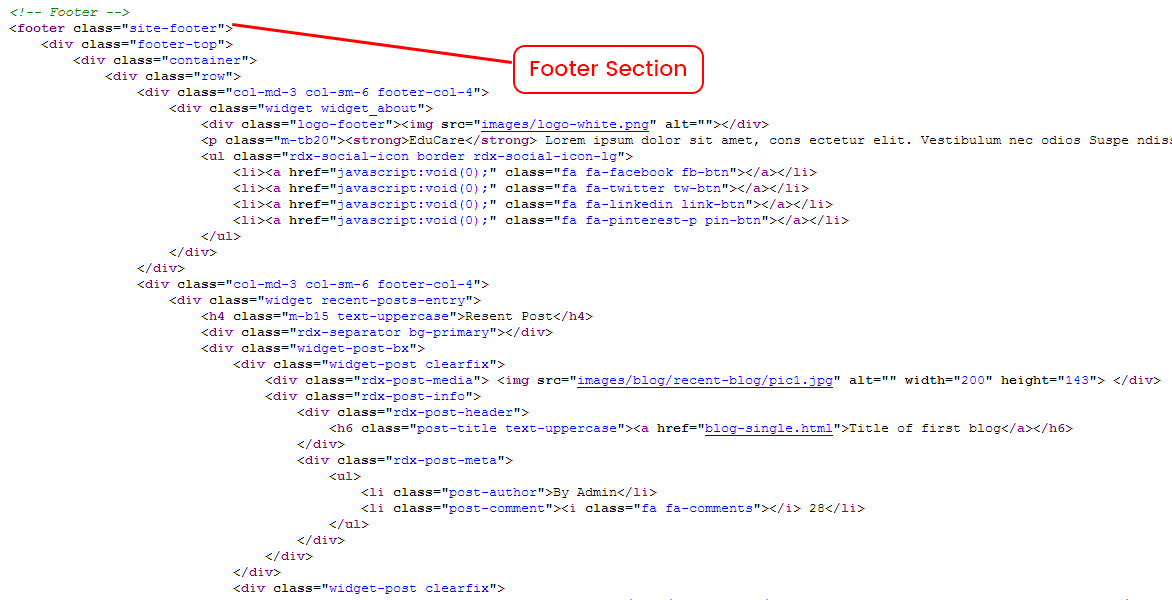 <!-- Footer -->
<footer class="site-footer">
<div class="footer-top">
Footer Section
<div class="container">
<div class="row">
<div class="col-md-3 col-sm-6 footer-col-4">
<div class="widget widget_about">
<div class="logo-footer"><img src="images/logo-white.png" alt=""></div>
<p class="m-tb20"><strong>EduCare</strong> Lorem ipsum dolor sit amet, cons ectetur elit. Vestibulum nec odios Suspe ndiss
<ul class="rdx-social-icon border rdx-social-icon-lg">
<li><a href="javascript:void(0);" class="fa fa-facebook fb-btn"></a></li>
<li><a href="javascript:void(0);" class="fa fa-twitter tw-btn"></a></li>
<li><a href="javascript:void(0);" class="fa fa-linkedin link-btn"></a></li>
<li><a href="javascript:void(0);" class="fa fa-pinterest-p pin-btn"></a></li>
</ul>
</div>
</div>
<div class="col-md-3 col-sm-6 footer-col-4">
<div class="widget recent-posts-entry">
<h4 class="m-b15 text-uppercase">Resent Post</h4>
<div class="rdx-separator bg-primary"></div>
<div class="widget-post-bx">
<div class="widget-post clearfix">
<div class="rdx-post-media"> <img src="images/blog/recent-blog/pic1.jpg" alt="" width="200" height="143"> </div>
<div class="rdx-post-info">
<div class="rdx-post-header">
<h6 class="post-title text-uppercase"><a href="blog-single.html">Title of first blog</a></h6>
</div>
<div class="rdx-post-meta">
<ul>
<li class="post-author">By Admin</li>
<li class="post-comment"><i class="fa fa-comments"></i> 28</li>
</ul>
</div>
</div>
</div>
<div class="widget-post clearfix">